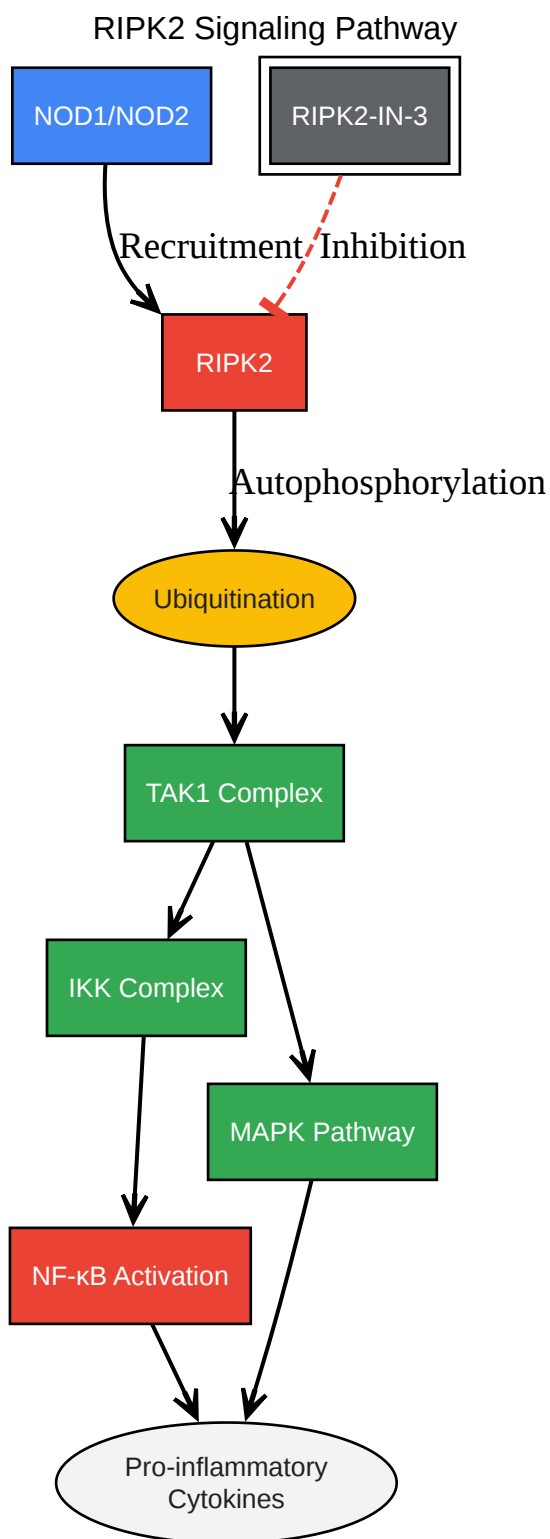 RIPK2 Signaling Pathway
NOD1/NOD2
RIPK2-IN-3
Recruitment
Inhibition
RIPK2
Autophosphorylation
Ubiquitination
TAK1 Complex
IKK Complex
MAPK Pathway
NF-κB Activation
Pro-inflammatory
Cytokines